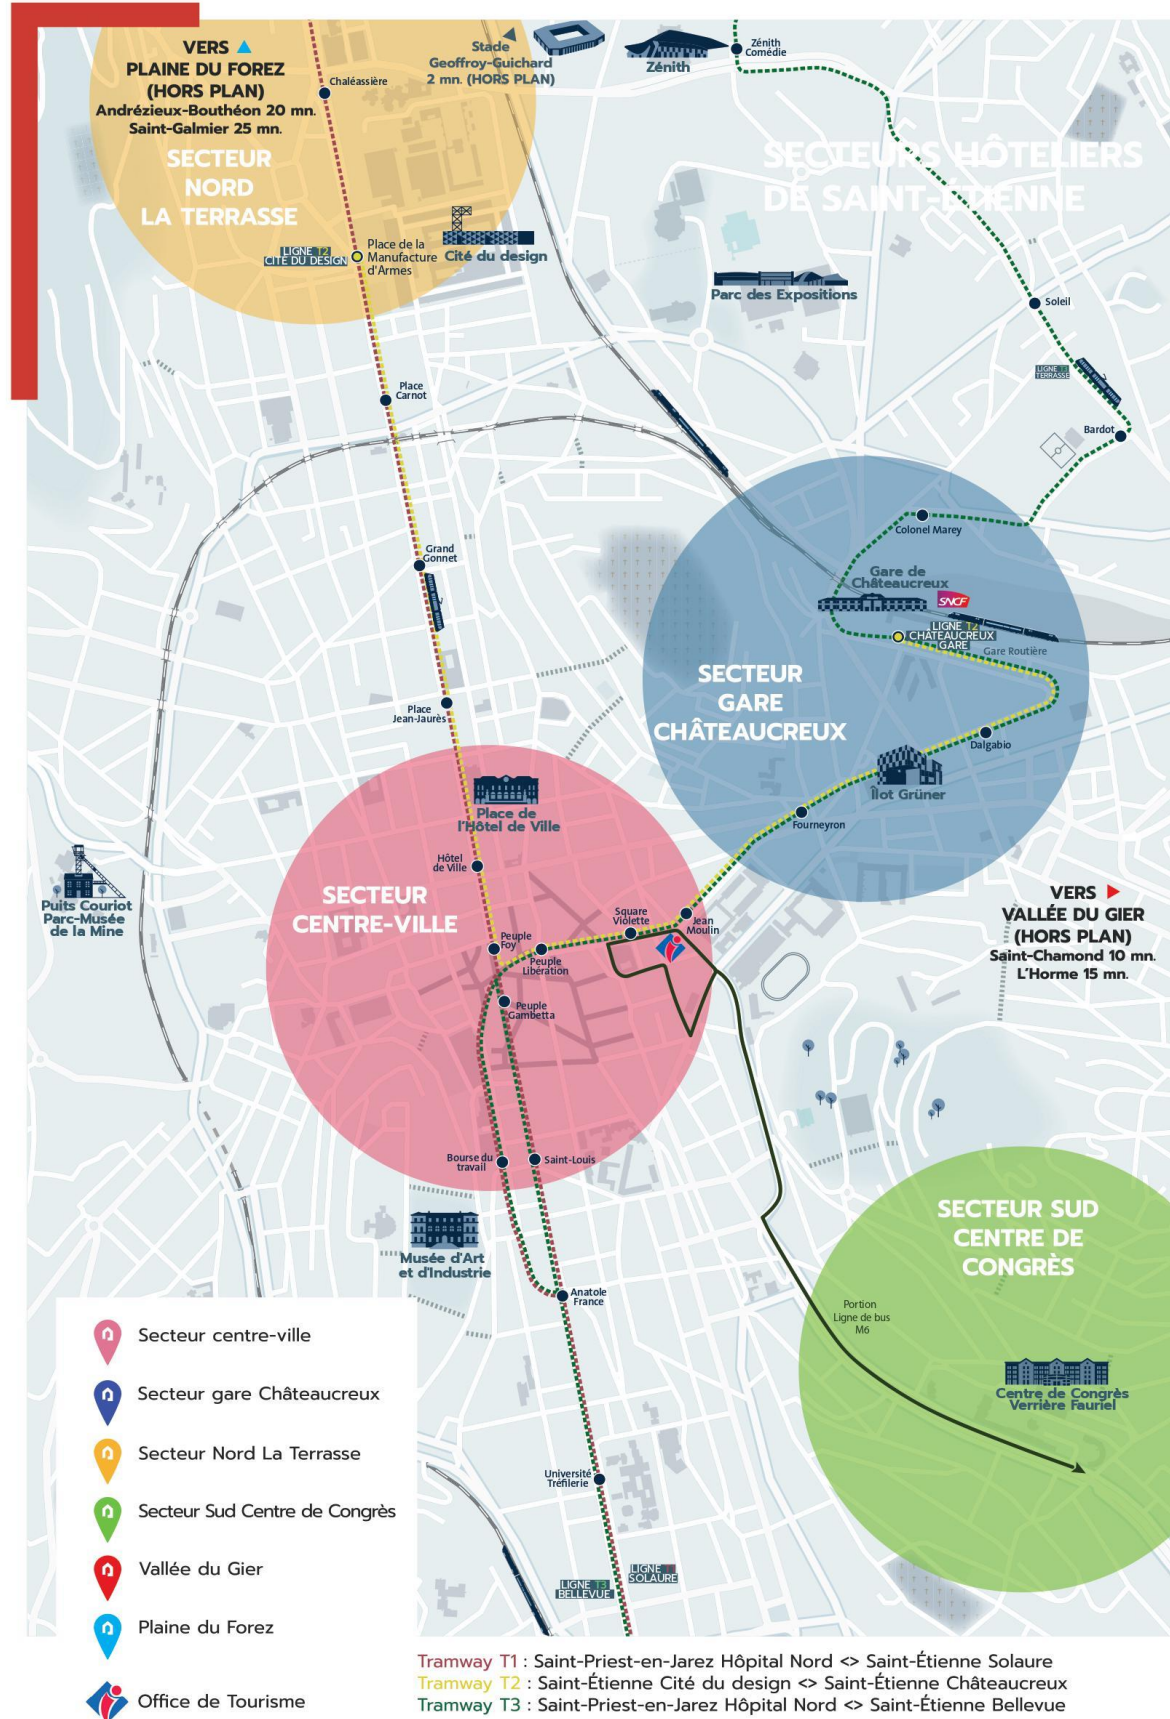 VERS
PLAINE DU FOREZ
(HORS PLAN)
Andrézieux-Bouthéon 20 mn.
Saint-Galmier 25 mn.
SECTEUR
NORD
LA TERRASSE
Chaléassière
Stade
Geoffroy-Guichard
2 mn. (HORS PLAN)
Zénith
Zénith
Comédie
SECTEURS HÔTELIERS
DE SAINT-ÉTIENNE
LIGNE T2
CITÉ DU DESIGN
Place de la
Manufacture
d'Armes
Cité du design
Parc des Expositions
Soleil
TERRASSE
Place
Carnot
Bardot
Colonel Marey
Grand
Gonnet
Gare de
Châteaucreux
SNCF
LIGNE T2
CHÂTEAUCREUX
GARE
Gare Routière
SECTEUR
GARE
CHÂTEAUCREUX
Place
Jean-Jaurès
Dalgabio
Îlot Grüner
Place de
l'Hôtel de Ville
Fourneyron
Hôtel
de Ville
Puits Couriot
Parc-Musée
de la Mine
SECTEUR
CENTRE-VILLE
VERS
VALLÉE DU GIER
(HORS PLAN)
Saint-Chamond 10 mn.
L'Horme 15 mn.
Square
Violette
Jean
Moulin
Peuple
Foy
Peuple
Libération
Peuple
Gambetta
Bourse du
travail
Saint-Louis
SECTEUR SUD
CENTRE DE
CONGRÈS
Musée d'Art
et d'Industrie
Anatole
France
Portion
Ligne de bus
M6
Centre de Congrès
Verrière Fauriel
Université
Tréfilerie
LIGNE T3
BELLEVUE
LIGNE
SOLAURE
Secteur centre-ville
Secteur gare Châteaucreux
Secteur Nord La Terrasse
Secteur Sud Centre de Congrès
Vallée du Gier
Plaine du Forez
Office de Tourisme
Tramway T1 : Saint-Priest-en-Jarez Hôpital Nord <> Saint-Étienne Solaure
Tramway T2 : Saint-Étienne Cité du design <> Saint-Étienne Châteaucreux
Tramway T3 : Saint-Priest-en-Jarez Hôpital Nord <> Saint-Étienne Bellevue